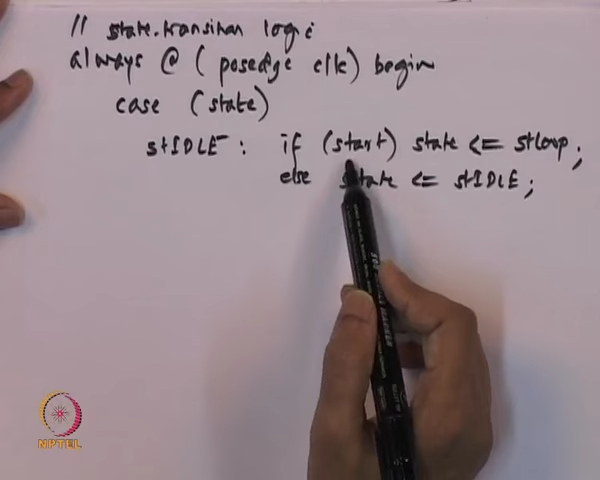 // state.transition logic
always @ ( posedge clk) begin
case (state)
stIDLE : if (start) state <= stLoop ;
else state <= stIDLE ;
NPTEL